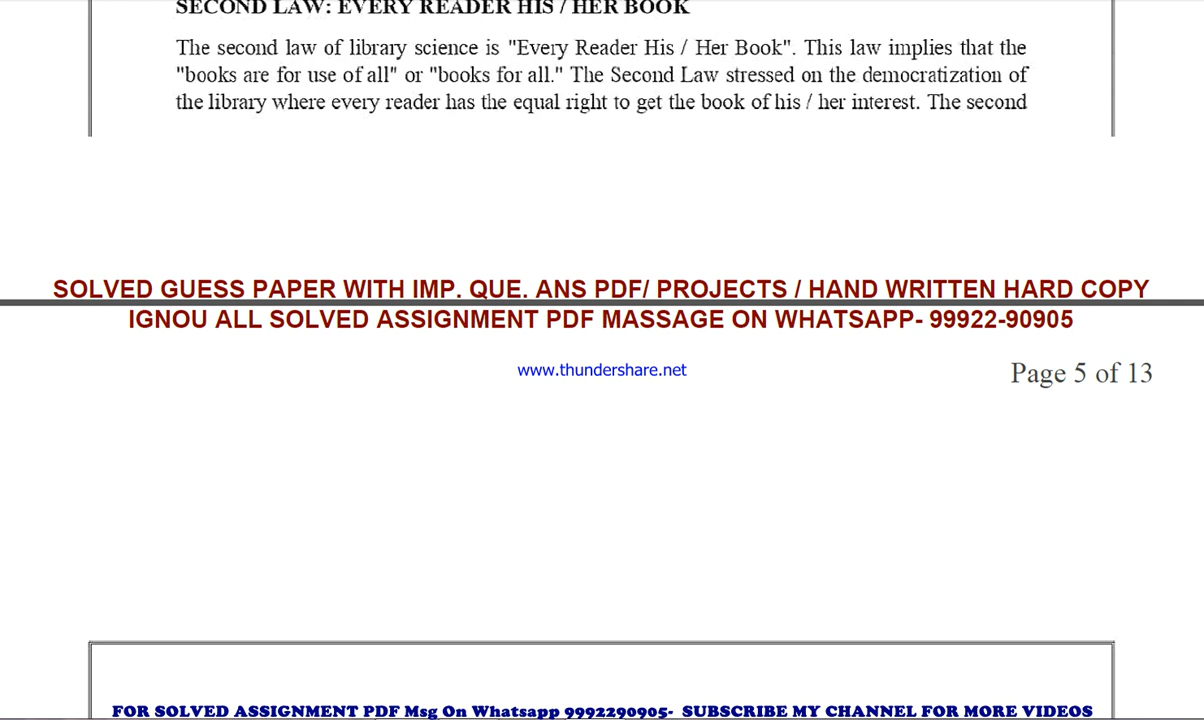 SECOND LAW: EVERY READER HIS / HER BOOK
The second law of library science is "Every Reader His / Her Book". This law implies that the
"books are for use of all" or "books for all." The Second Law stressed on the democratization of
the library where every reader has the equal right to get the book of his / her interest. The second
SOLVED GUESS PAPER WITH IMP. QUE. ANS PDF/ PROJECTS / HAND WRITTEN HARD COPY
IGNOU ALL SOLVED ASSIGNMENT PDF MASSAGE ON WHATSAPP- 99922-90905
www.thundershare.net
Page 5 of 13
FOR SOLVED ASSIGNMENT PDF Msg On Whatsapp 9992290905- SUBSCRIBE MY CHANNEL FOR MORE VIDEOS